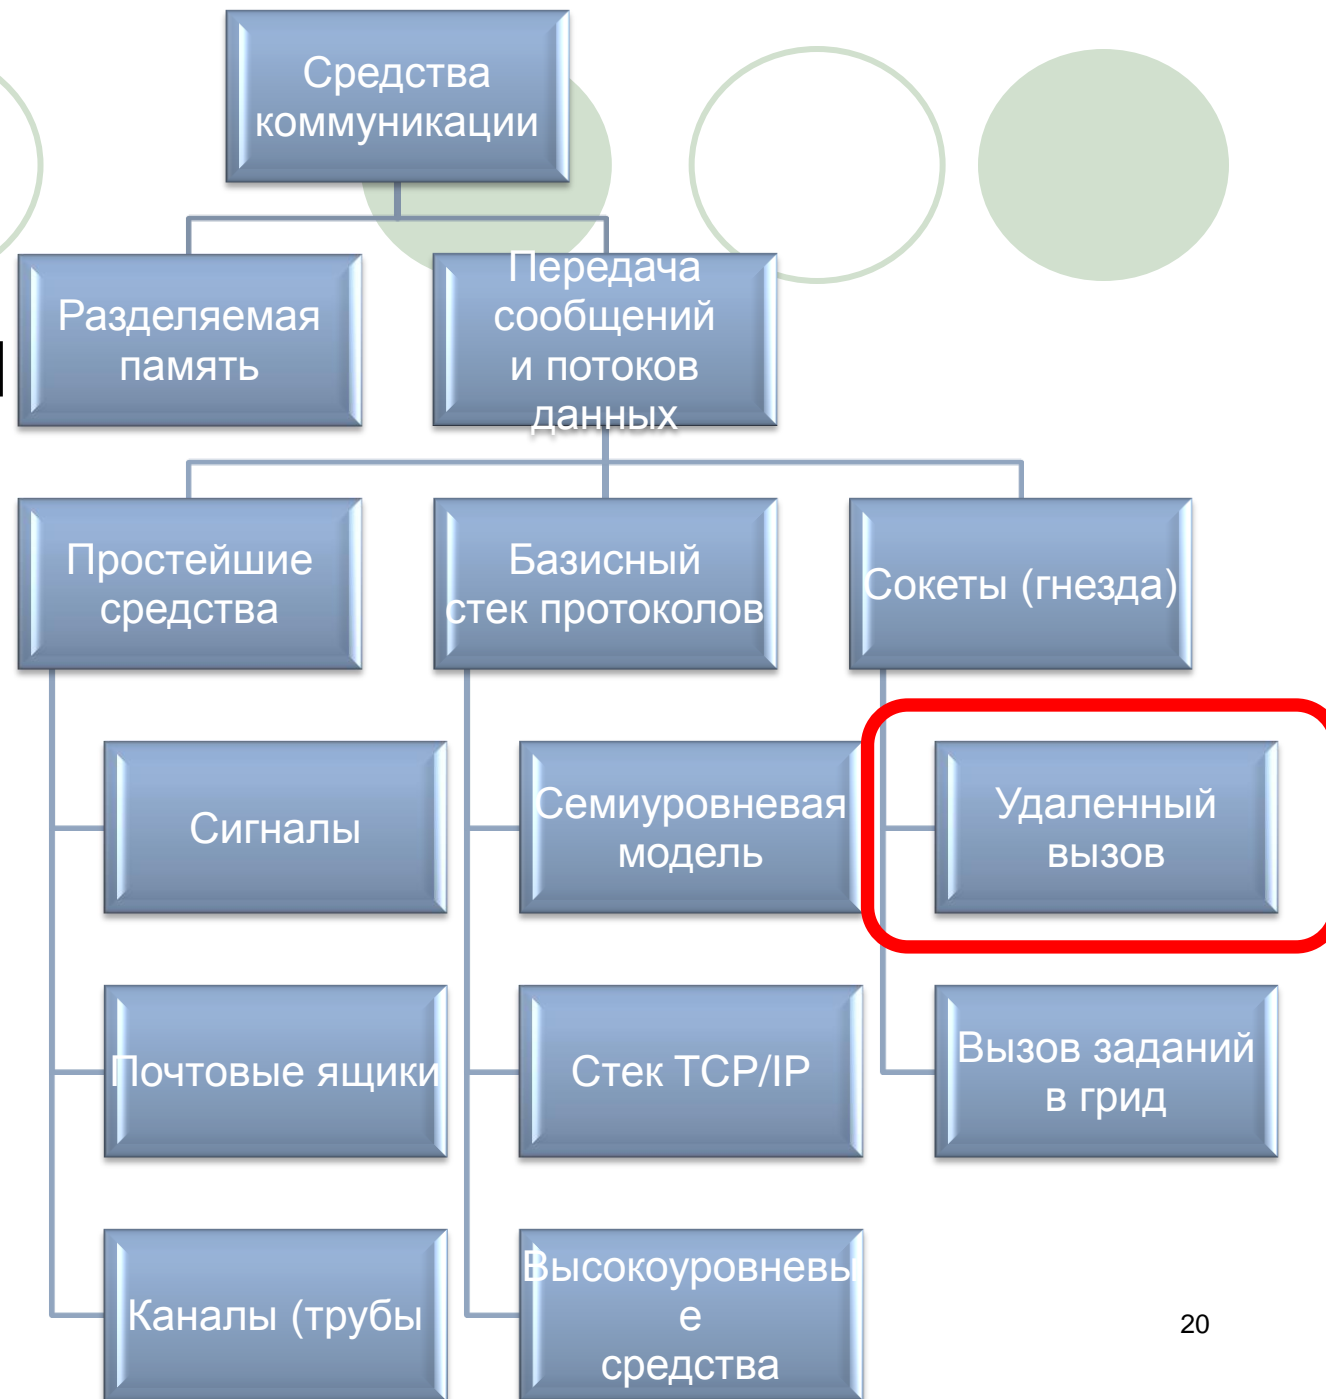 Средства
коммуникации
Разделяемая
память
Передача
сообщений
и потоков
данных
Простейшие
средства
Базисный
стек протоколов
Сокеты (гнезда)
Сигналы
Семиуровневая
модель
Удаленный
вызов
Почтовые ящики
Стек TCP/IP
Вызов заданий
в грид
Каналы (трубы
Высокоуровневы
е
средства
20